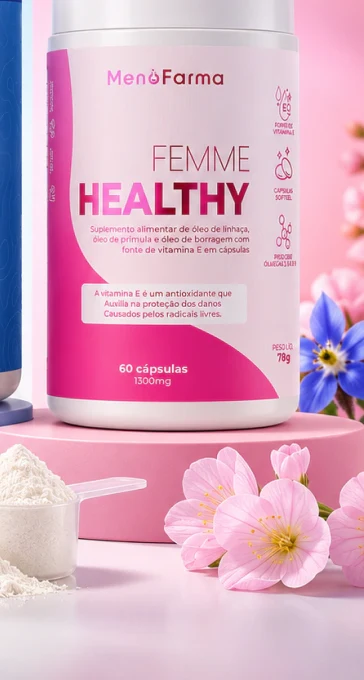 MenoFarma
FEMME
HEALTHY
Suplemento alimentar de óleo de linhaça,
óleo de prímula e óleo de borragem com
fonte de vitamina E em cápsulas
A vitamina E é um antioxidante que
Auxilia na proteção dos danos
Causados pelos radicais livres.
60 cápsulas
1300mg
VITAMINA E
CÁPSULAS
SOFTGEL
PESO LÍQ.
78g